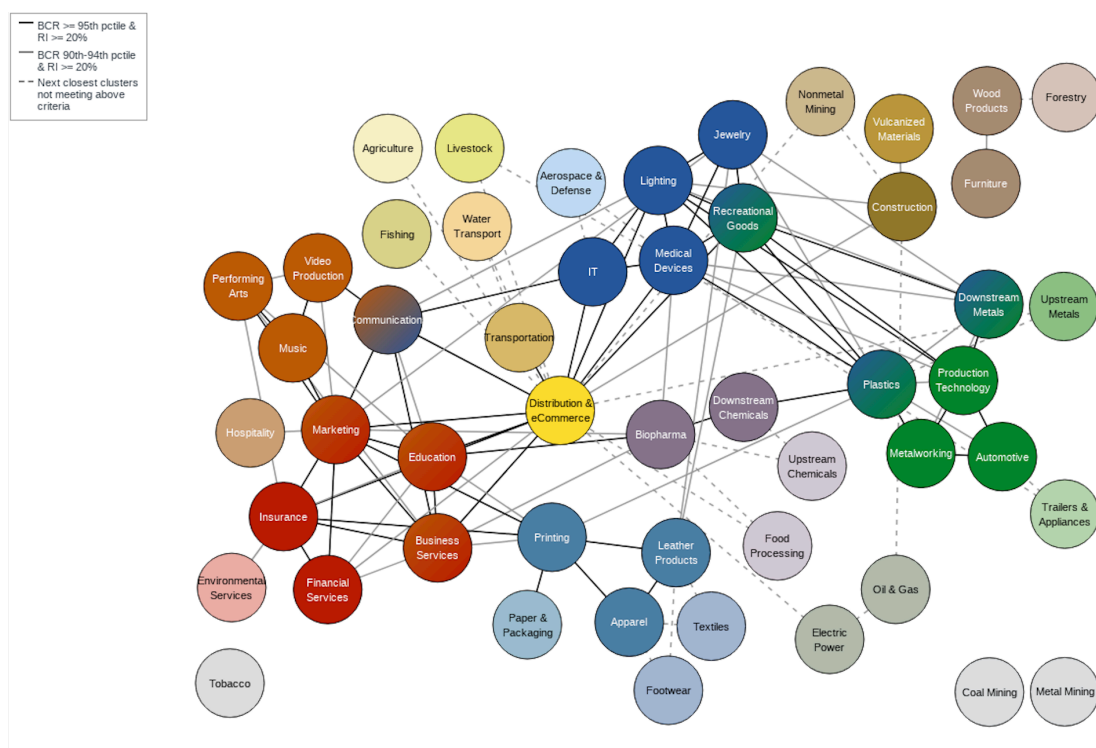 BCR >= 95th pctile &
RI >= 20%
BCR 90th-94th pctile
& RI >= 20%
Next closest clusters
not meeting above
criteria
Agriculture
Livestock
Aerospace &
Defense
Lighting
Jewelry
Nonmetal
Mining
Vulcanized
Materials
Wood
Products
Forestry
Furniture
Construction
Fishing
Water
Transport
Recreational
Goods
Medical
Devices
IT
Performing
Arts
Video
Production
Communication
Music
Transportation
Downstream
Metals
Upstream
Metals
Plastics
Production
Technology
Distribution &
eCommerce
Downstream
Chemicals
Hospitality
Marketing
Education
Biopharma
Upstream
Chemicals
Metalworking
Automotive
Insurance
Business
Services
Printing
Leather
Products
Food
Processing
Trailers &
Appliances
Environmental
Services
Financial
Services
Oil & Gas
Paper &
Packaging
Apparel
Textiles
Electric
Power
Tobacco
Footwear
Coal Mining
Metal Mining